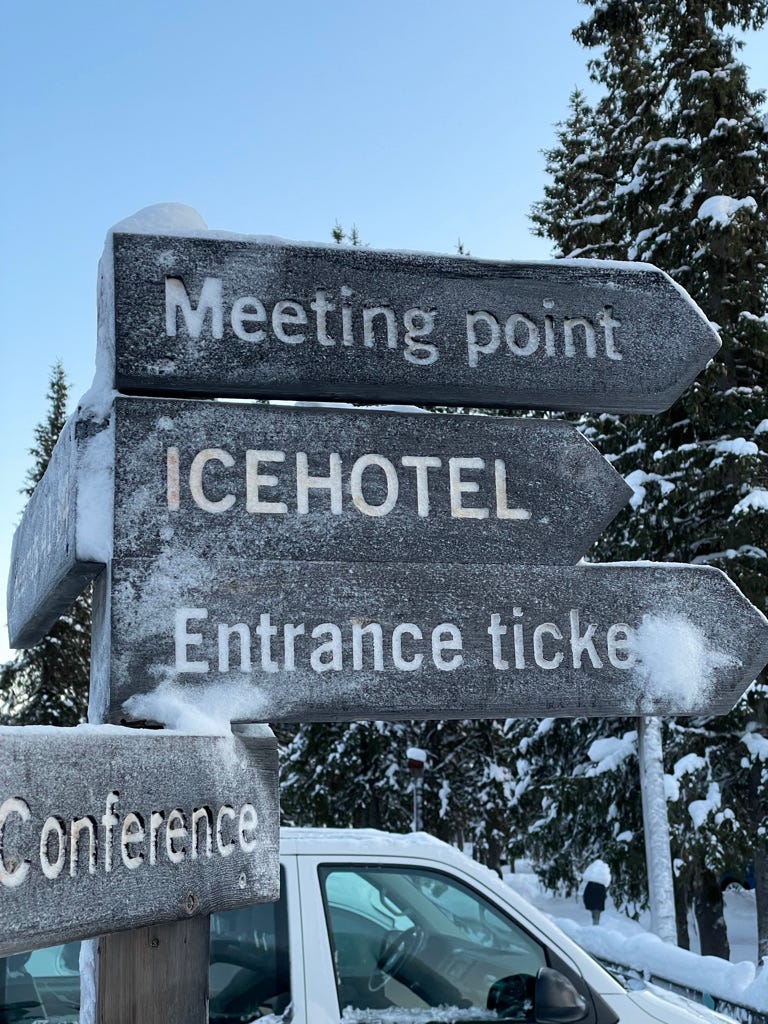 Meeting point
ICEHOTEL
Entrance ticke
Conference